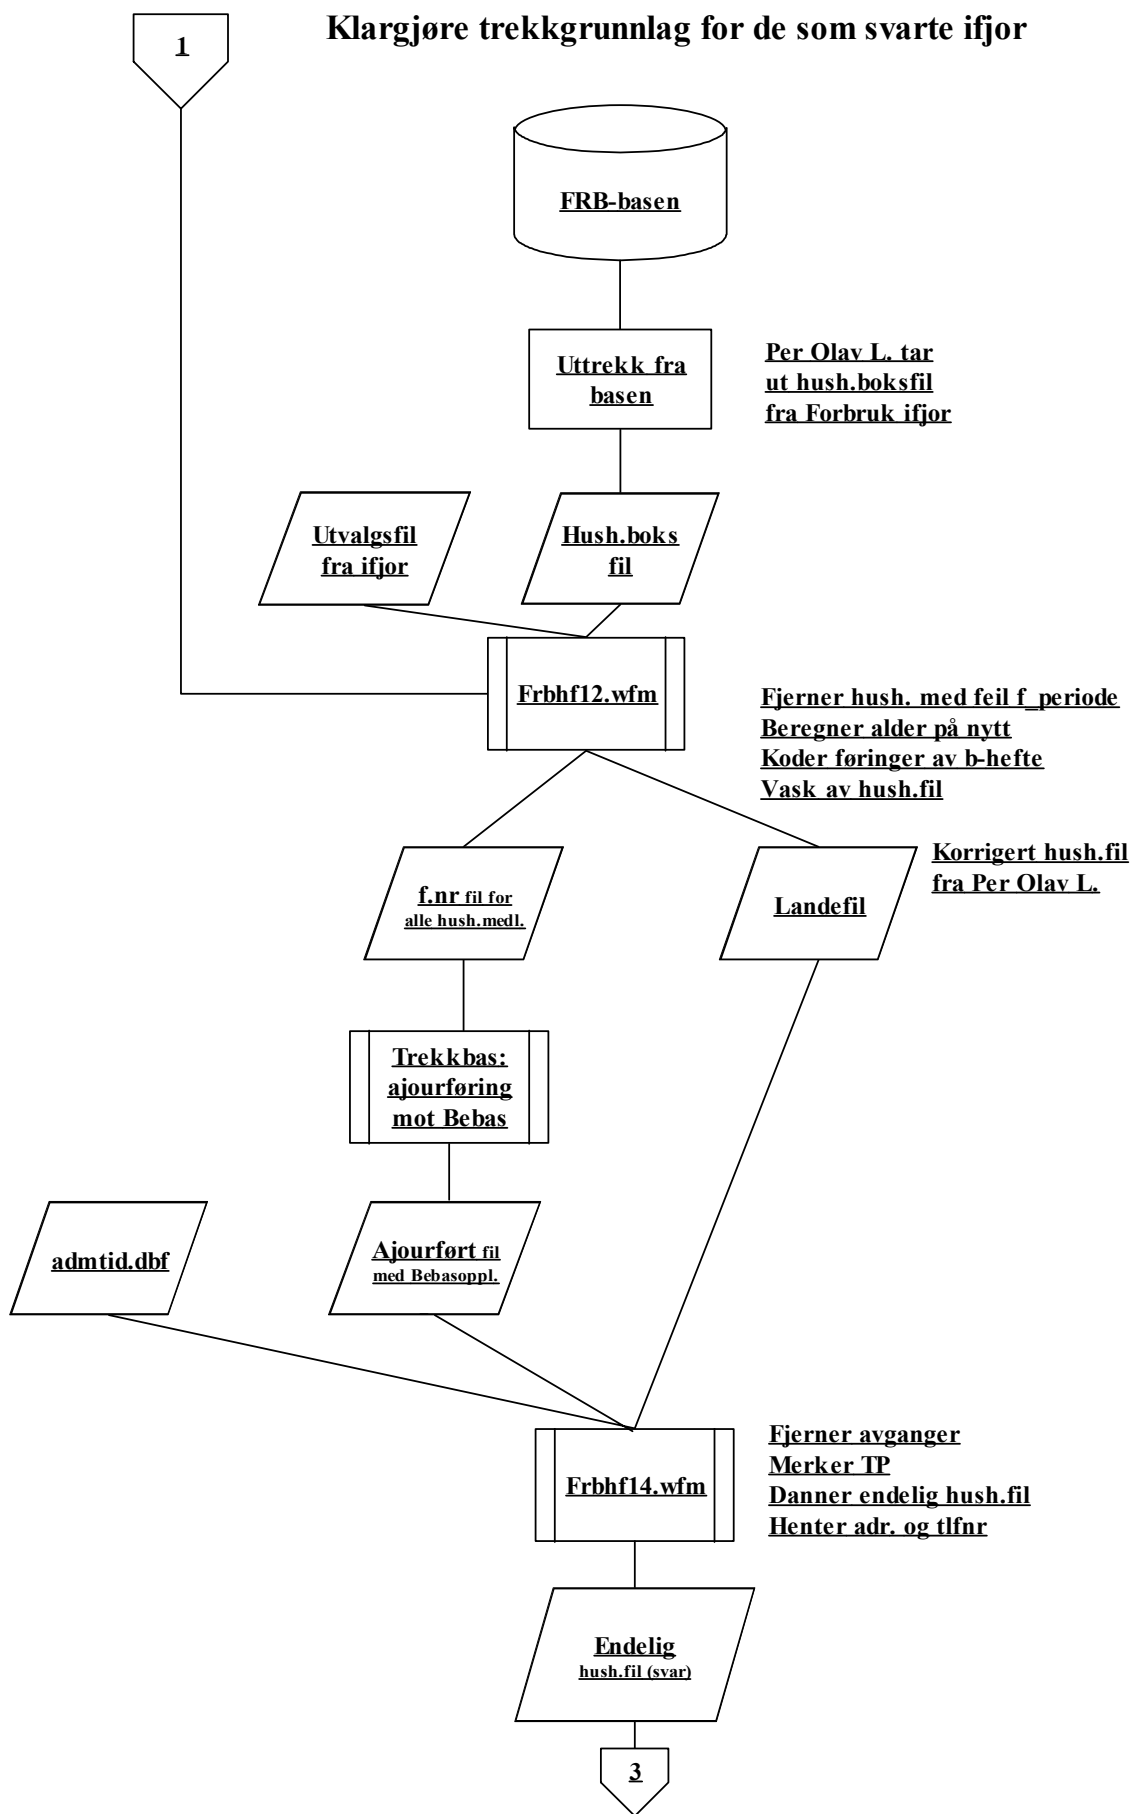 1
Klargjøre trekkgrunnlag for de som svarte ifjor
FRB-basen
Uttrekk fra
basen
Per Olav L. tar
ut hush.boksfil
fra Forbruk ifjor
Utvalgsfil
fra ifjor
Hush.boks
fil
Frbhf12.wfm
Fjerner hush. med feil f_periode
Beregner alder på nytt
Koder føringer av b-hefte
Vask av hush.fil
f.nr fil for
alle hush.medl.
Landefil
Korrigert hush.fil
fra Per Olav L.
Trekkbas:
ajourføring
mot Bebas
admtid.dbf
Ajourført fil
med Bebasoppl.
Frbhf14.wfm
Fjerner avganger
Merker TP
Danner endelig hush.fil
Henter adr. og tlfnr
Endelig
hush.fil (svar)
3